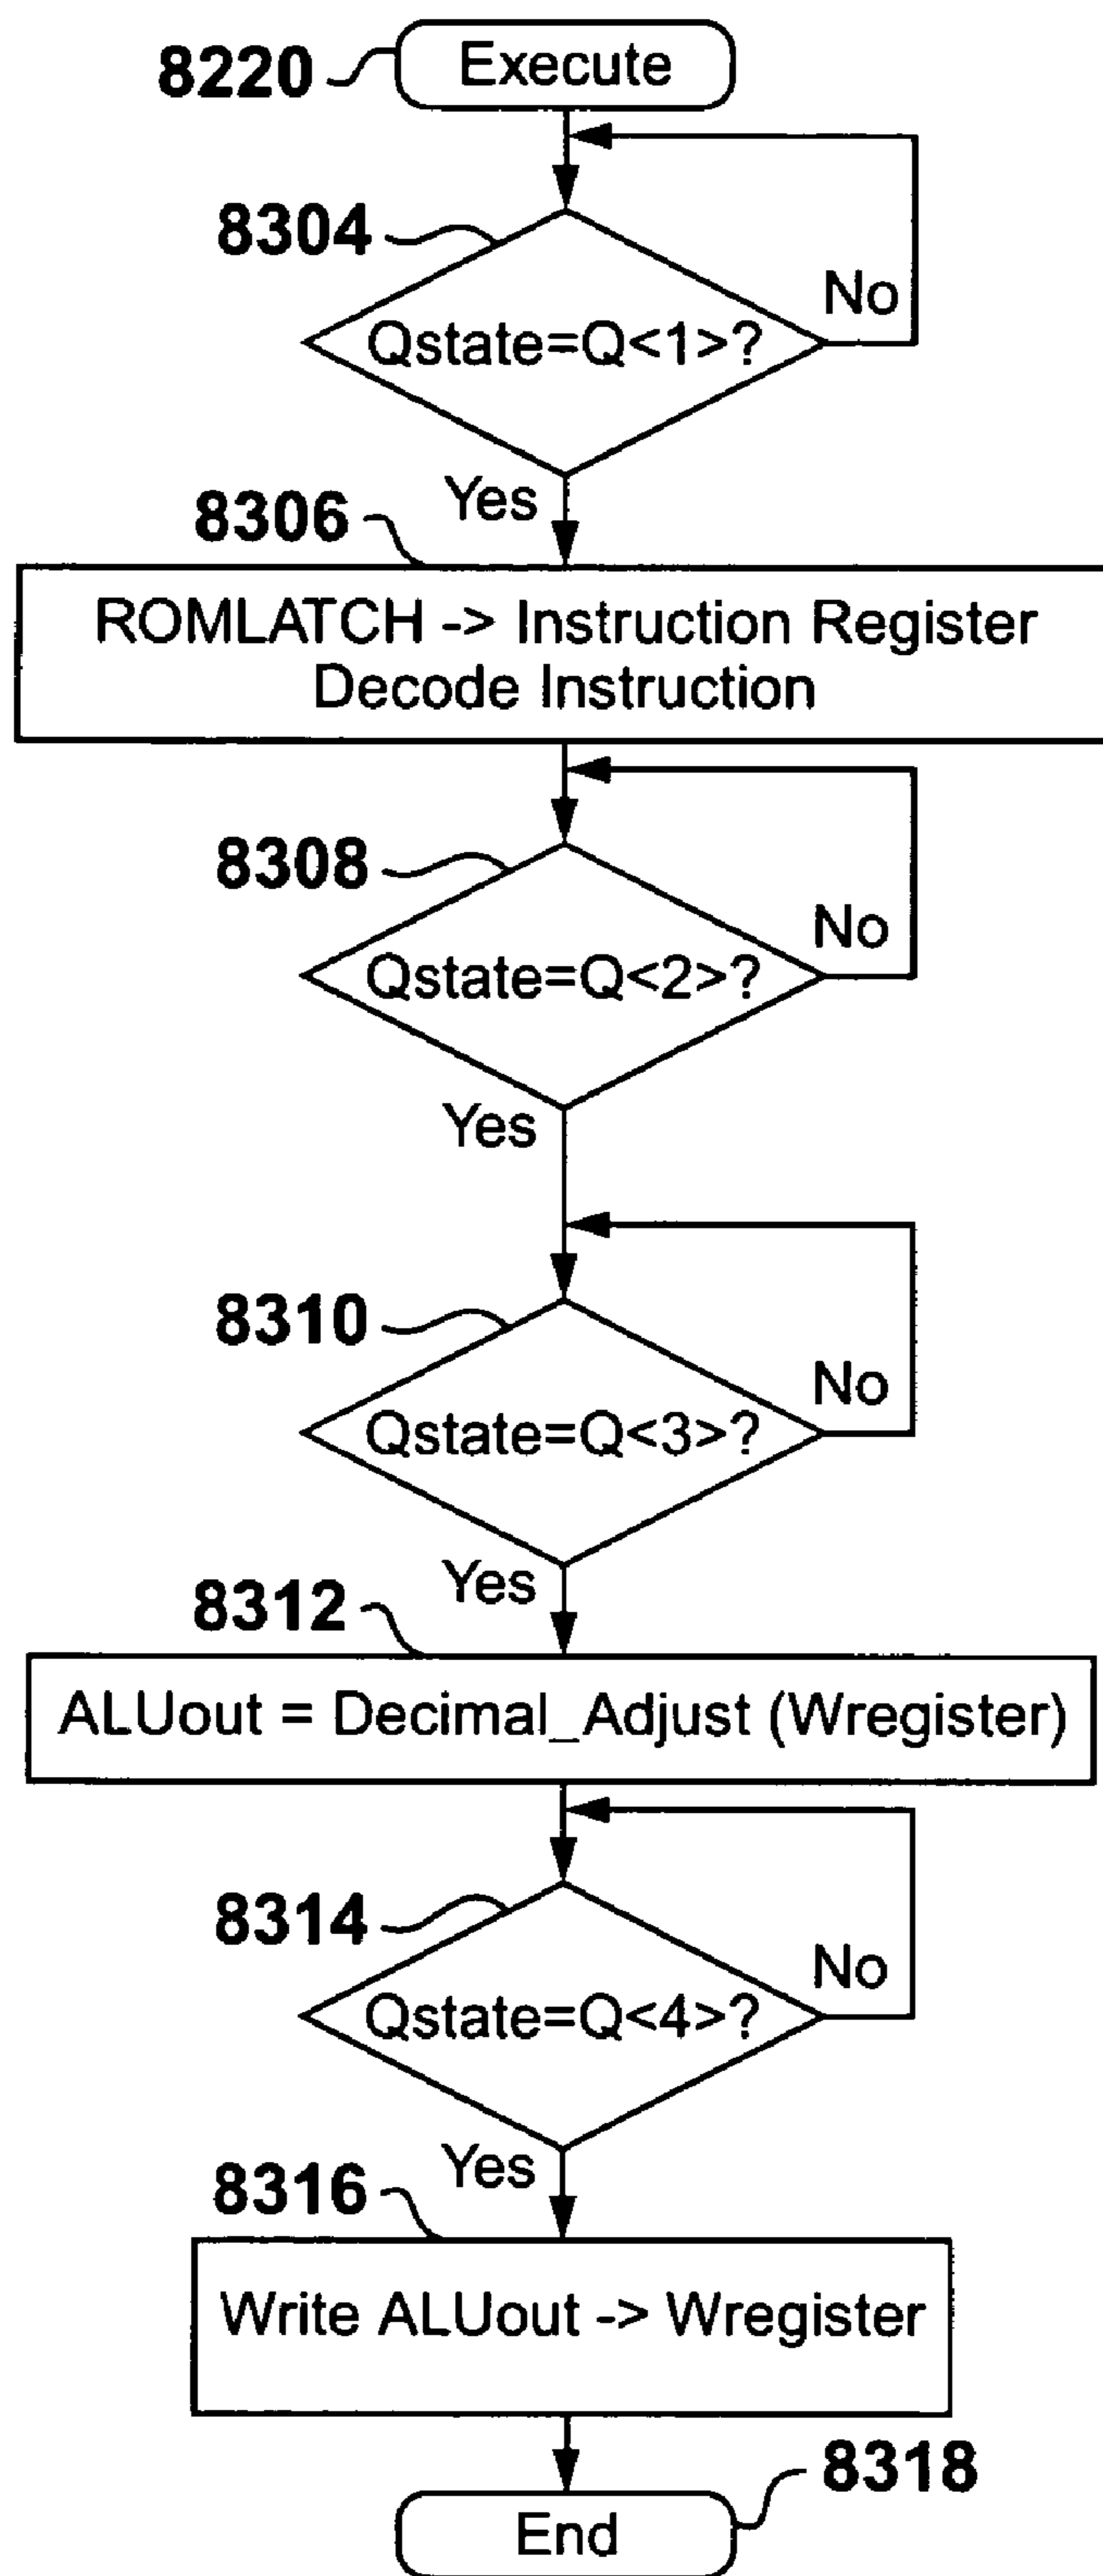 8220
Execute
8304
No
Qstate=Q<1>?
Yes
8306
ROMLATCH -> Instruction Register
Decode Instruction
8308
No
Qstate=Q<2>?
Yes
8310
No
Qstate=Q<3>?
Yes
8312
ALUout = Decimal_Adjust (Wregister)
8314
No
Qstate=Q<4>?
Yes
8316
Write ALUout -> Wregister
8318
End